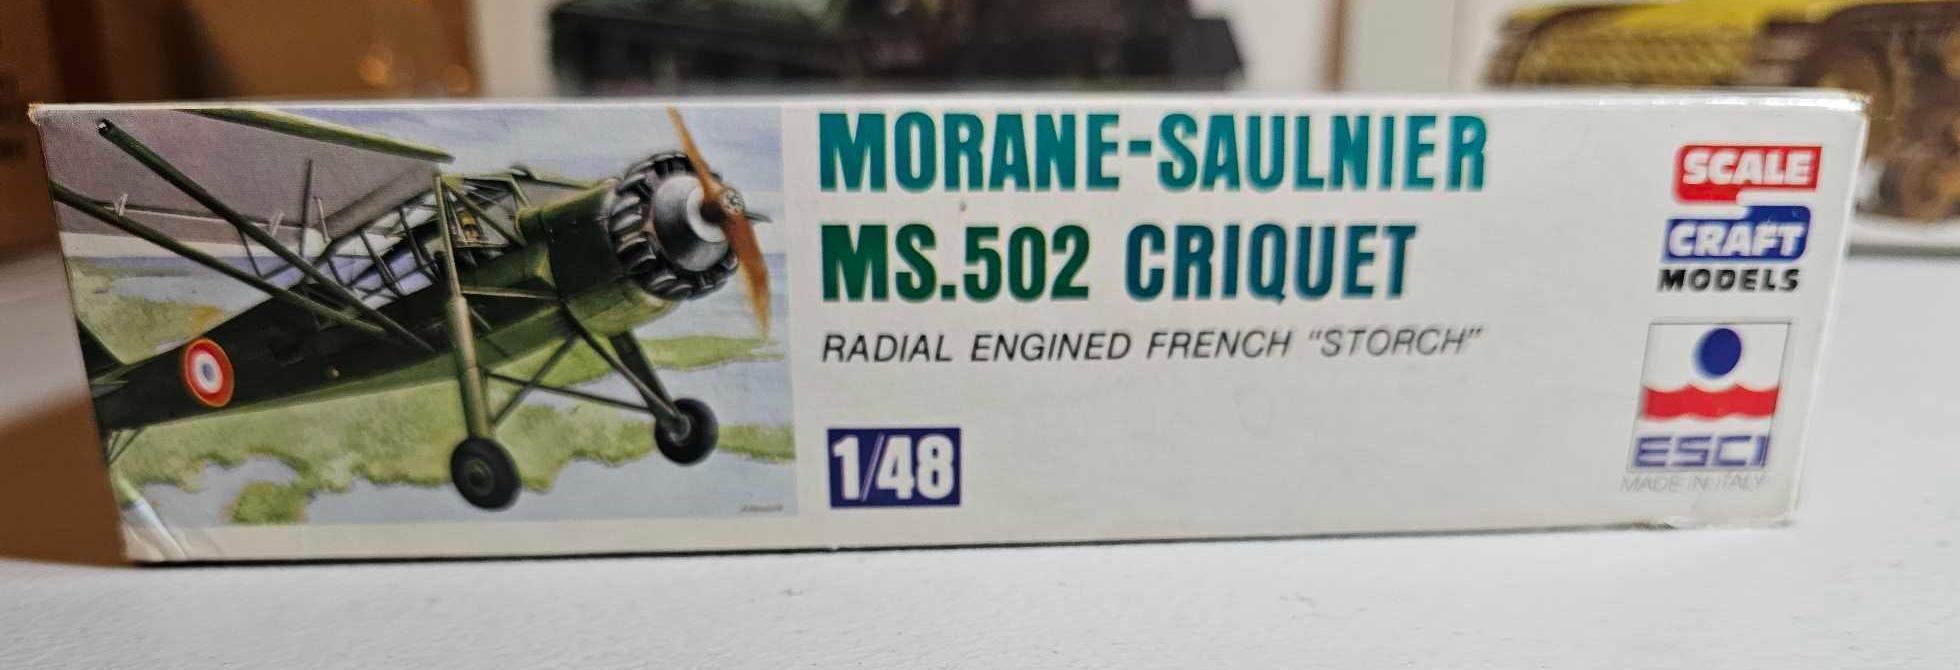 MORANE-SAULNIER
MS.502 CRIQUET
RADIAL ENGINED FRENCH "STORCH"
1/48
SCALE
CRAFT
MODELS
ESCI
MADE IN ITALY